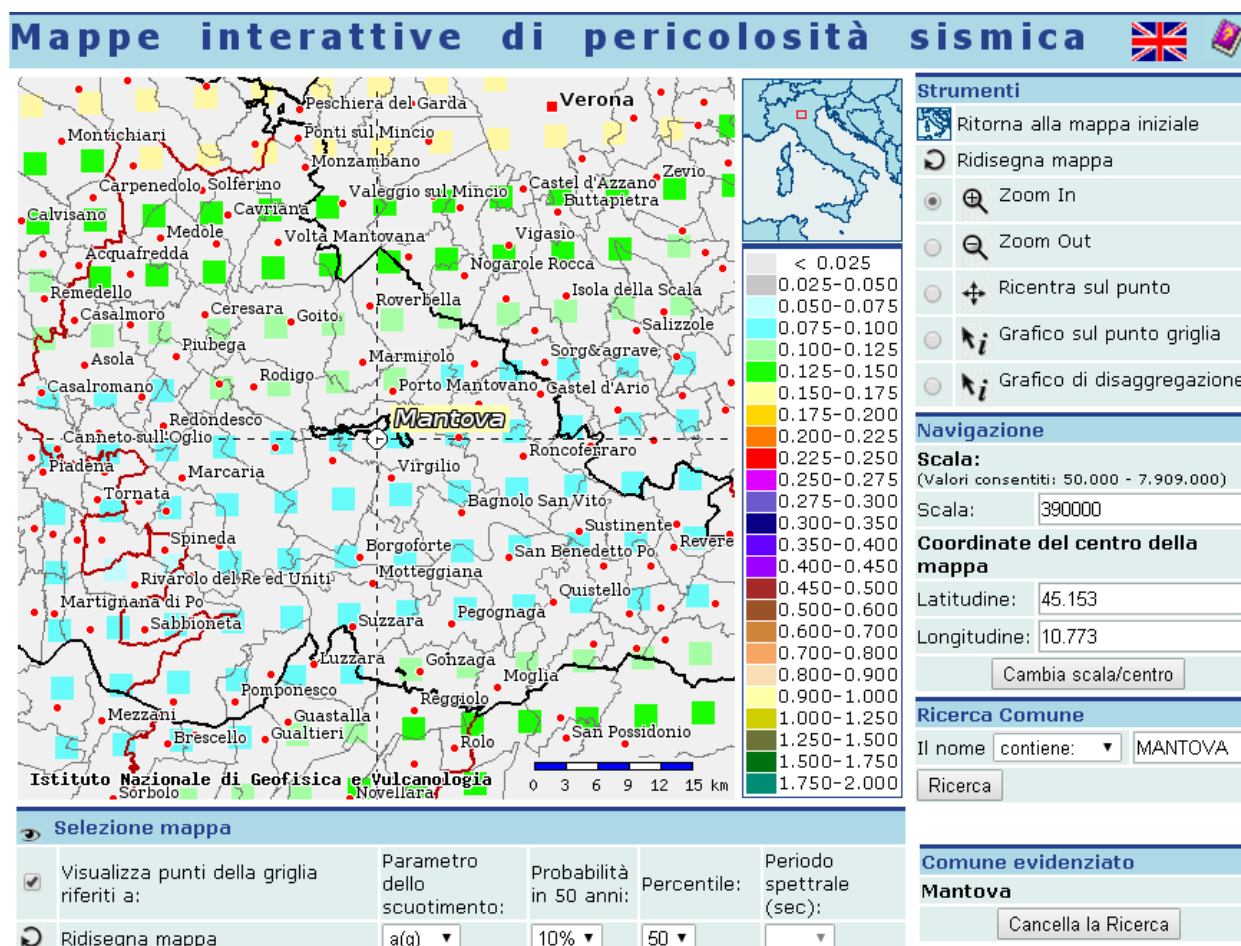 Mappe interattive di pericolosità sismica
Peschiera del Garda
Verona
Montichiari
Ponti sul Mincio
Monzambano
Carpenedolo
Solferino
Valeggio sul Mincio
Castel d'Azzano
Zevio
Buttapietra
Calvisano
Cavriana
Medole
Volta Mantovana
Vigasio
Acquafredda
Nogarole Rocca
Remedello
Isola della Scala
Casalmoro
Ceresara
Goito
Roverbella
Salizzole
Piubega
Asola
Marmirolo
Sorg&agrave;
Rodigo
Casalromano
Porto Mantovano
Castel d'Ario
Redondesco
Mantova
Canneto sull'Oglio
Roncoferraro
Piadena
Marcaria
Virgilio
Tornata
Bagnolo San Vito
Sustinente
Spineda
Borgoforte
San Benedetto Po
Revere
Rivarolo del Re ed Uniti
Motteggiana
Quistello
Martignana di Po
Sabbioneta
Suzzara
Pegognaga
Luzzara
Gonzaga
Moglia
Pomponesco
Reggiolo
Mezzani
Guastalla
Brescello
Gualtieri
Rolo
San Possidonio
Istituto Nazionale di Geofisica e Vulcanologia
Sorbolo
Novellara
0 3 6 9 12 15 km
< 0.025
0.025-0.050
0.050-0.075
0.075-0.100
0.100-0.125
0.125-0.150
0.150-0.175
0.175-0.200
0.200-0.225
0.225-0.250
0.250-0.275
0.275-0.300
0.300-0.350
0.350-0.400
0.400-0.450
0.450-0.500
0.500-0.600
0.600-0.700
0.700-0.800
0.800-0.900
0.900-1.000
1.000-1.250
1.250-1.500
1.500-1.750
1.750-2.000
Strumenti
Ritorna alla mappa iniziale
Ridisegna mappa
Zoom In
Zoom Out
Ricentra sul punto
Grafico sul punto griglia
Grafico di disaggregazione
Navigazione
Scala:
(Valori consentiti: 50.000 - 7.909.000)
Scala: 390000
Coordinate del centro della
mappa
Latitudine: 45.153
Longitudine: 10.773
Cambia scala/centro
Ricerca Comune
Il nome contiene: MANTOVA
Ricerca
Comune evidenziato
Mantova
Cancella la Ricerca
Selezione mappa
Visualizza punti della griglia
riferiti a:
Parametro
dello
scuotimento:
Probabilità
in 50 anni:
Percentile:
Periodo
spettrale
(sec):
Ridisegna mappa a(g) 10% 50